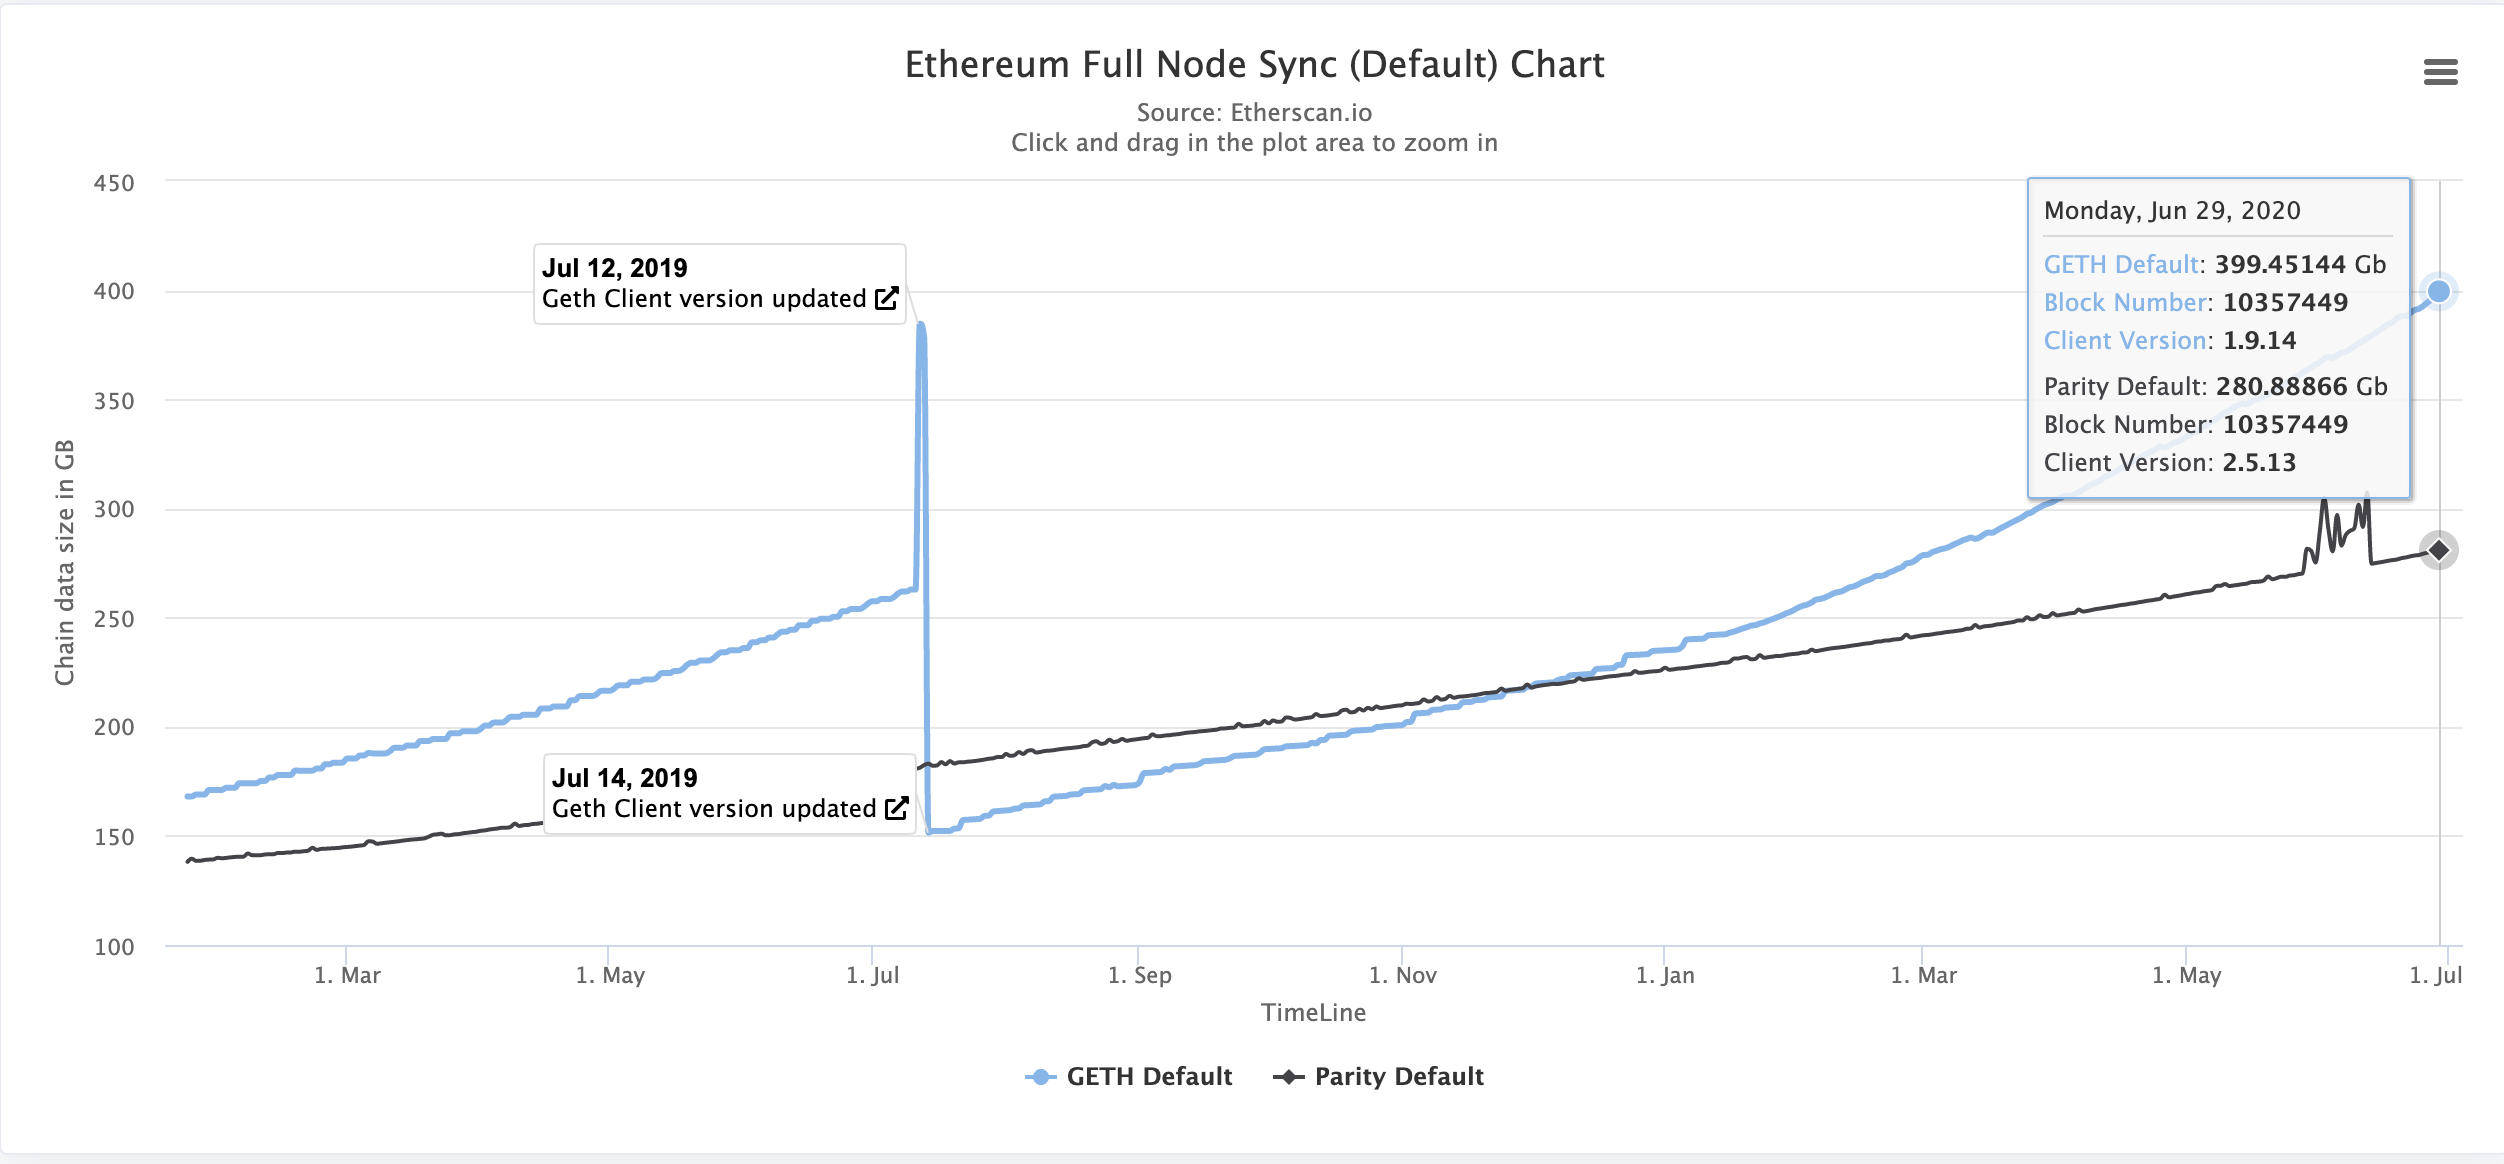 Ethereum Full Node Sync (Default) Chart
Source: Etherscan.io
Click and drag in the plot area to zoom in
Chain data size in GB
450
400
350
300
250
200
150
100
Jul 12, 2019
Geth Client version updated
Jul 14, 2019
Geth Client version updated
Monday, Jun 29, 2020
GETH Default: 399.45144 Gb
Block Number: 10357449
Client Version: 1.9.14
Parity Default: 280.88866 Gb
Block Number: 10357449
Client Version: 2.5.13
1. Mar 1. May 1. Jul 1. Sep 1. Nov 1. Jan 1. Mar 1. May 1. Jul
TimeLine
GETH Default Parity Default